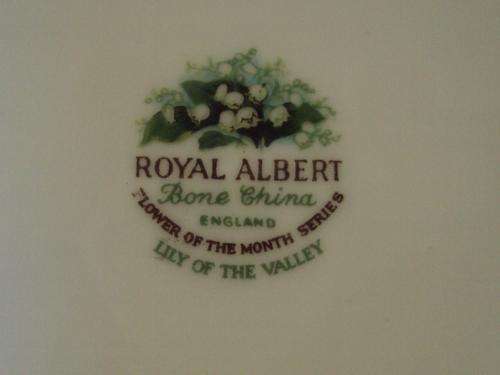 ROYAL ALBERT
Bone China
ENGLAND
FLOWER OF THE MONTH SERIES
LILY OF THE VALLEY